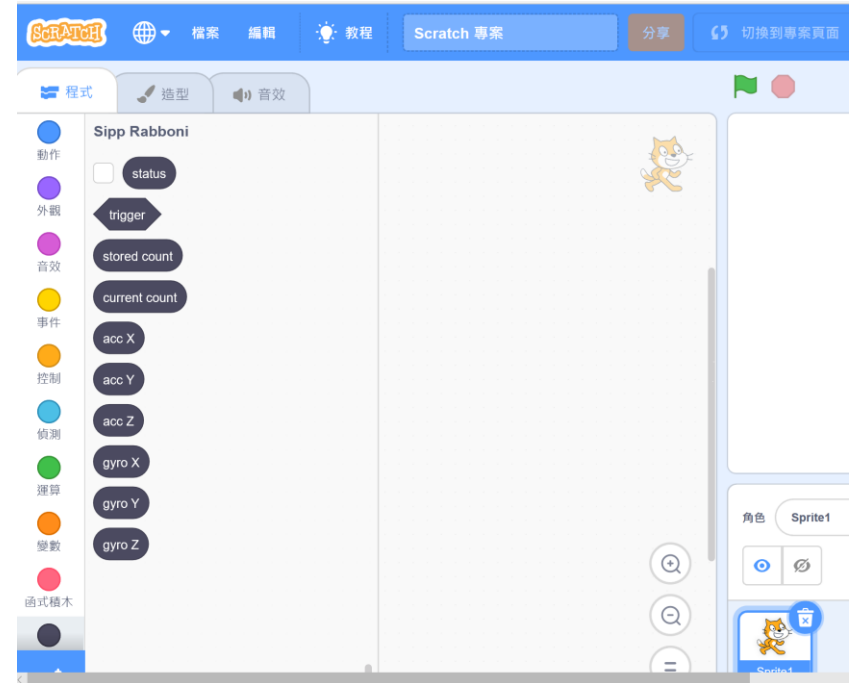 SCRATCH 檔案 編輯 教程 Scratch 專案 分享 切換到專案頁面
程式 造型 音效
動作
外觀
音效
事件
控制
偵測
運算
變數
函式積木
Sipp Rabboni
status
trigger
stored count
current count
acc X
acc Y
acc Z
gyro X
gyro Y
gyro Z
角色 Sprite1
Sprite1